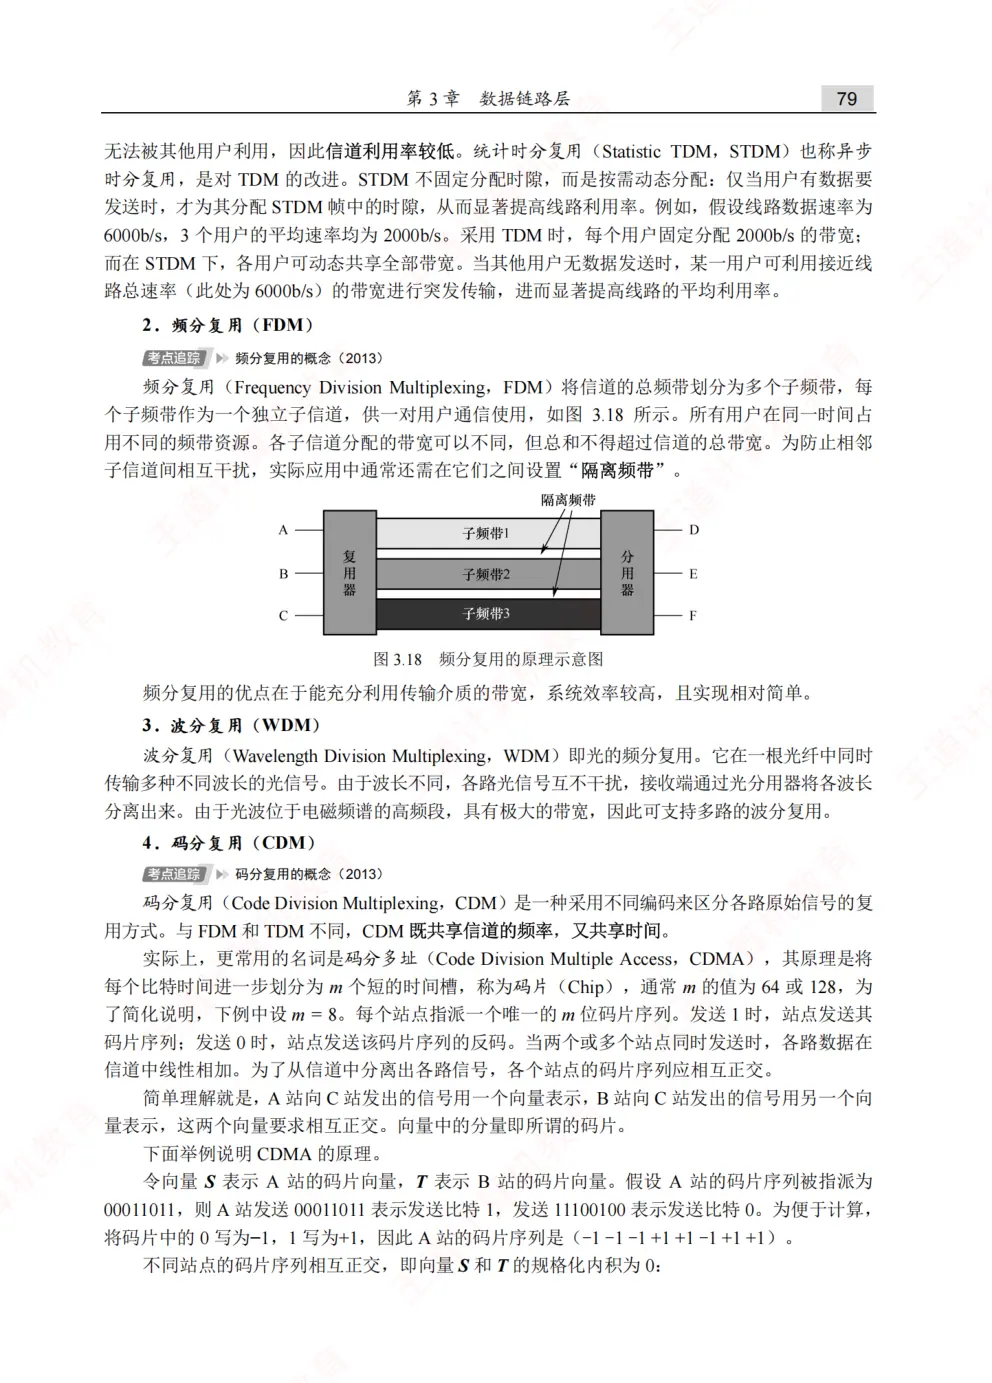 第 3 章 数据链路层
79
无法被其他用户利用，因此信道利用率较低。统计时分复用（Statistic TDM，STDM）也称异步
时分复用，是对 TDM 的改进。STDM 不固定分配时隙，而是按需动态分配：仅当用户有数据要
发送时，才为其分配 STDM 帧中的时隙，从而显著提高线路利用率。例如，假设线路数据速率为
6000b/s，3 个用户的平均速率均为 2000b/s。采用 TDM 时，每个用户固定分配 2000b/s 的带宽；
而在 STDM 下，各用户可动态共享全部带宽。当其他用户无数据发送时，某一用户可利用接近线
路总速率（此处为 6000b/s）的带宽进行突发传输，进而显著提高线路的平均利用率。
2．频分复用（FDM）
考点追踪 频分复用的概念（2013）
频分复用（Frequency Division Multiplexing，FDM）将信道的总频带划分为多个子频带，每
个子频带作为一个独立子信道，供一对用户通信使用，如图 3.18 所示。所有用户在同一时间占
用不同的频带资源。各子信道分配的带宽可以不同，但总和不得超过信道的总带宽。为防止相邻
子信道间相互干扰，实际应用中通常还需在它们之间设置“隔离频带”。
隔离频带
A
子频带1
D
复用器
分用器
B
子频带2
E
C
子频带3
F
图 3.18 频分复用的原理示意图
频分复用的优点在于能充分利用传输介质的带宽，系统效率较高，且实现相对简单。
3．波分复用（WDM）
波分复用（Wavelength Division Multiplexing，WDM）即光的频分复用。它在一根光纤中同时
传输多种不同波长的光信号。由于波长不同，各路光信号互不干扰，接收端通过光分用器将各波长
分离出来。由于光波位于电磁频谱的高频段，具有极大的带宽，因此可支持多路的波分复用。
4．码分复用（CDM）
考点追踪 码分复用的概念（2013）
码分复用（Code Division Multiplexing，CDM）是一种采用不同编码来区分各路原始信号的复
用方式。与 FDM 和 TDM 不同，CDM 既共享信道的频率，又共享时间。
实际上，更常用的名词是码分多址（Code Division Multiple Access，CDMA），其原理是将
每个比特时间进一步划分为 m 个短的时间槽，称为码片（Chip），通常 m 的值为 64 或 128，为
了简化说明，下例中设 m = 8。每个站点指派一个唯一的 m 位码片序列。发送 1 时，站点发送其
码片序列；发送 0 时，站点发送该码片序列的反码。当两个或多个站点同时发送时，各路数据在
信道中线性相加。为了从信道中分离出各路信号，各个站点的码片序列应相互正交。
简单理解就是，A 站向 C 站发出的信号用一个向量表示，B 站向 C 站发出的信号用另一个向
量表示，这两个向量要求相互正交。向量中的分量即所谓的码片。
下面举例说明 CDMA 的原理。
令向量 S 表示 A 站的码片向量，T 表示 B 站的码片向量。假设 A 站的码片序列被指派为
00011011，则 A 站发送 00011011 表示发送比特 1，发送 11100100 表示发送比特 0。为便于计算，
将码片中的 0 写为−1，1 写为+1，因此 A 站的码片序列是（−1 −1 −1 +1 +1 −1 +1 +1）。
不同站点的码片序列相互正交，即向量 S 和 T 的规格化内积为 0：